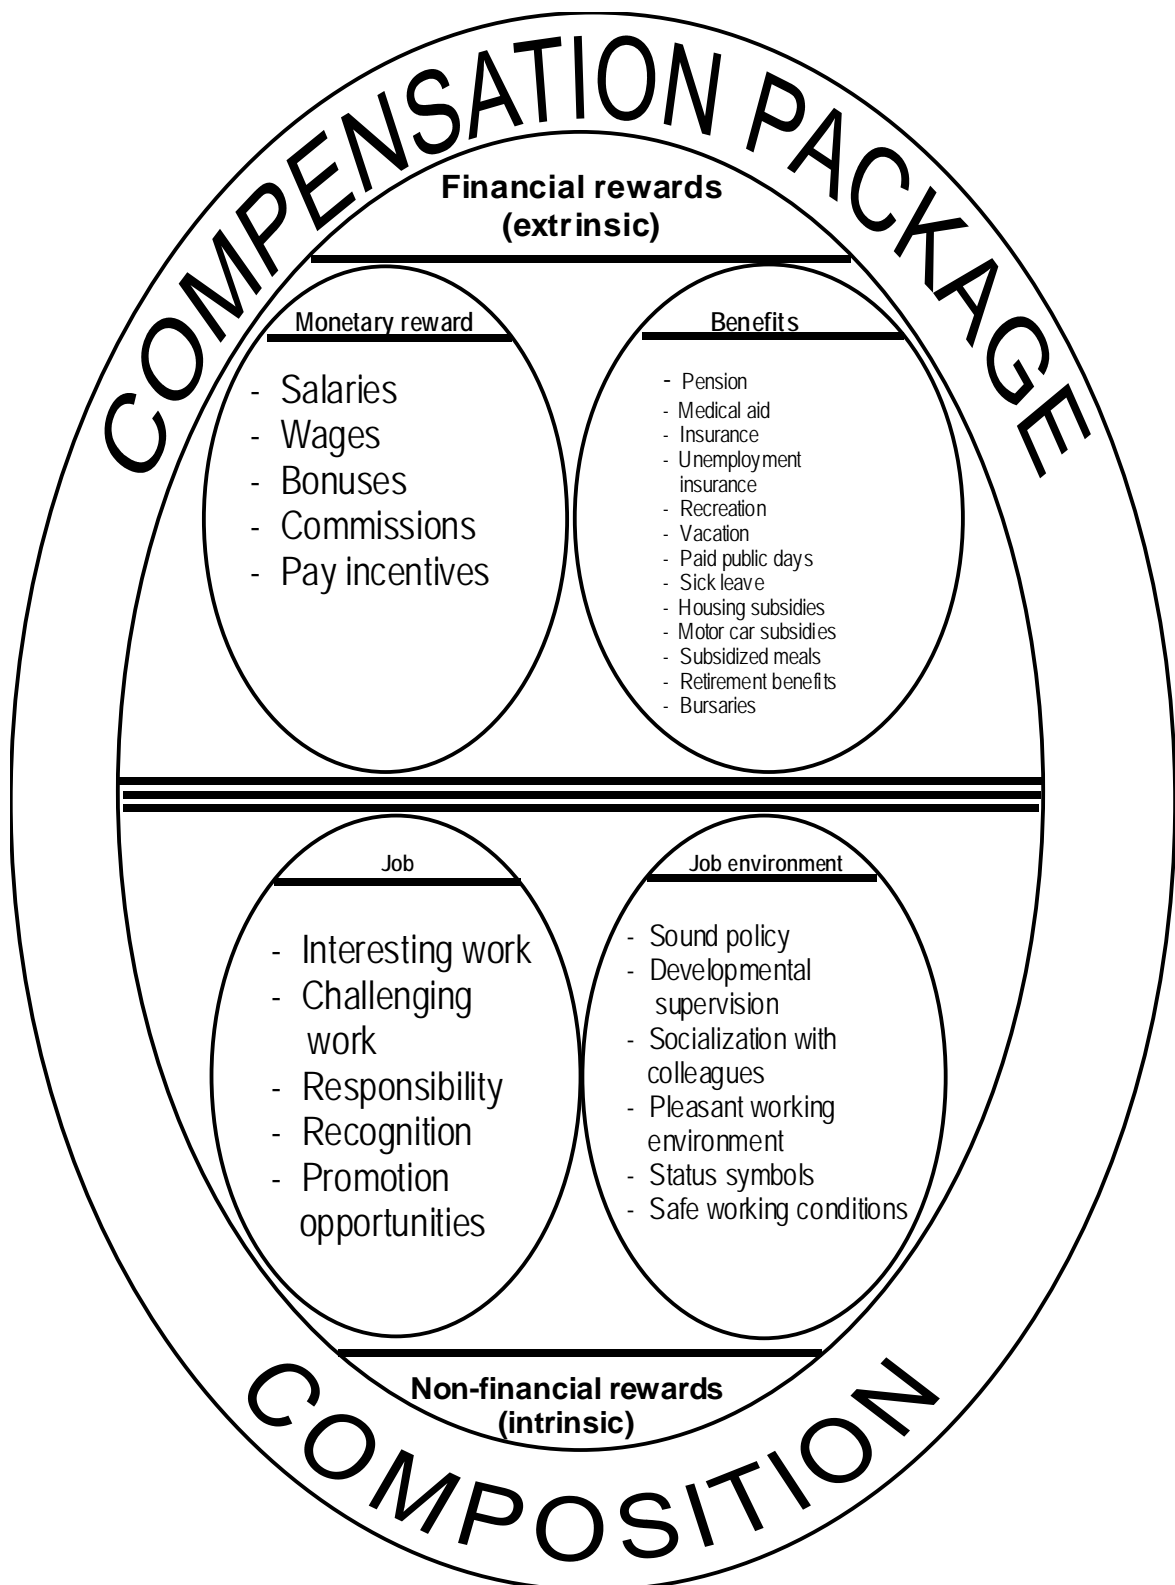 COMPENSATION PACKAGE
Financial rewards
(extrinsic)
Monetary reward
- Salaries
- Wages
- Bonuses
- Commissions
- Pay incentives
Benefits
- Pension
- Medical aid
- Insurance
- Unemployment
insurance
- Recreation
- Vacation
- Paid public days
- Sick leave
- Housing subsidies
- Motor car subsidies
- Subsidized meals
- Retirement benefits
- Bursaries
Job
- Interesting work
- Challenging
work
- Responsibility
- Recognition
- Promotion
opportunities
Job environment
- Sound policy
- Developmental
supervision
- Socialization with
colleagues
- Pleasant working
environment
- Status symbols
- Safe working conditions
Non-financial rewards
(intrinsic)
COMPOSITION